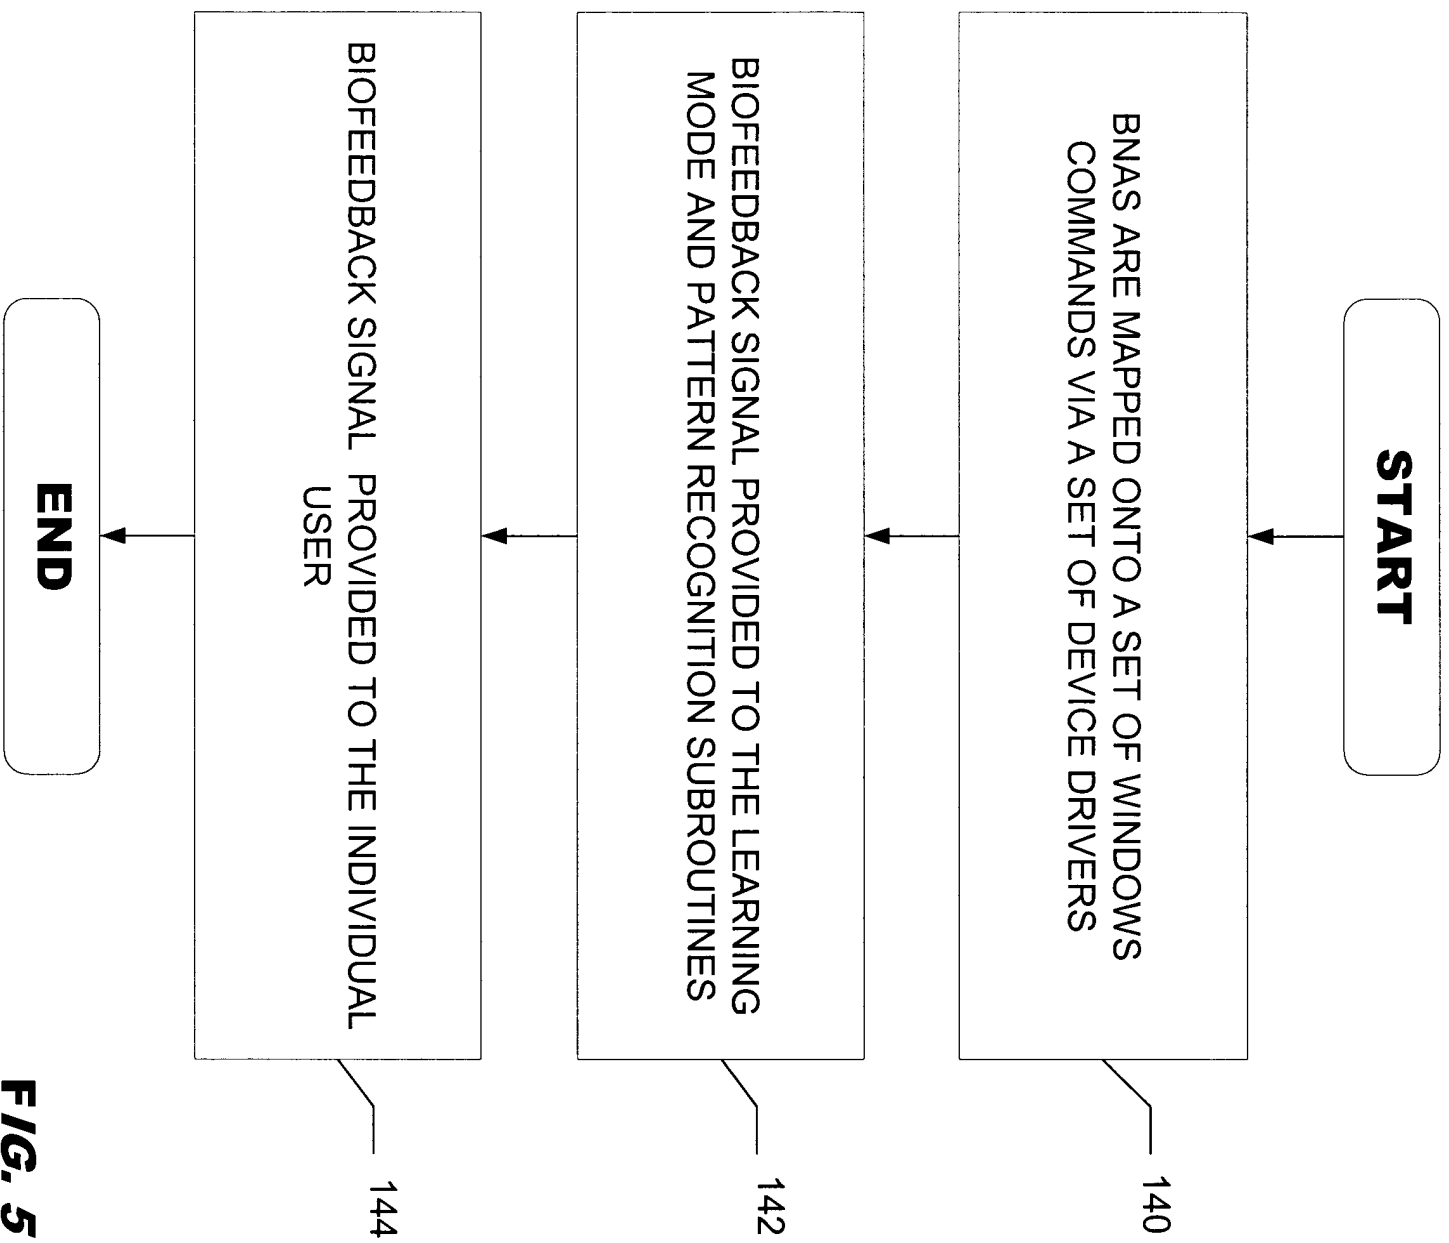 START
BNAS ARE MAPPED ONTO A SET OF WINDOWS
COMMANDS VIA A SET OF DEVICE DRIVERS
140
BIOFEEDBACK SIGNAL PROVIDED TO THE LEARNING
MODE AND PATTERN RECOGNITION SUBROUTINES
142
BIOFEEDBACK SIGNAL PROVIDED TO THE INDIVIDUAL
USER
144
END
FIG. 5